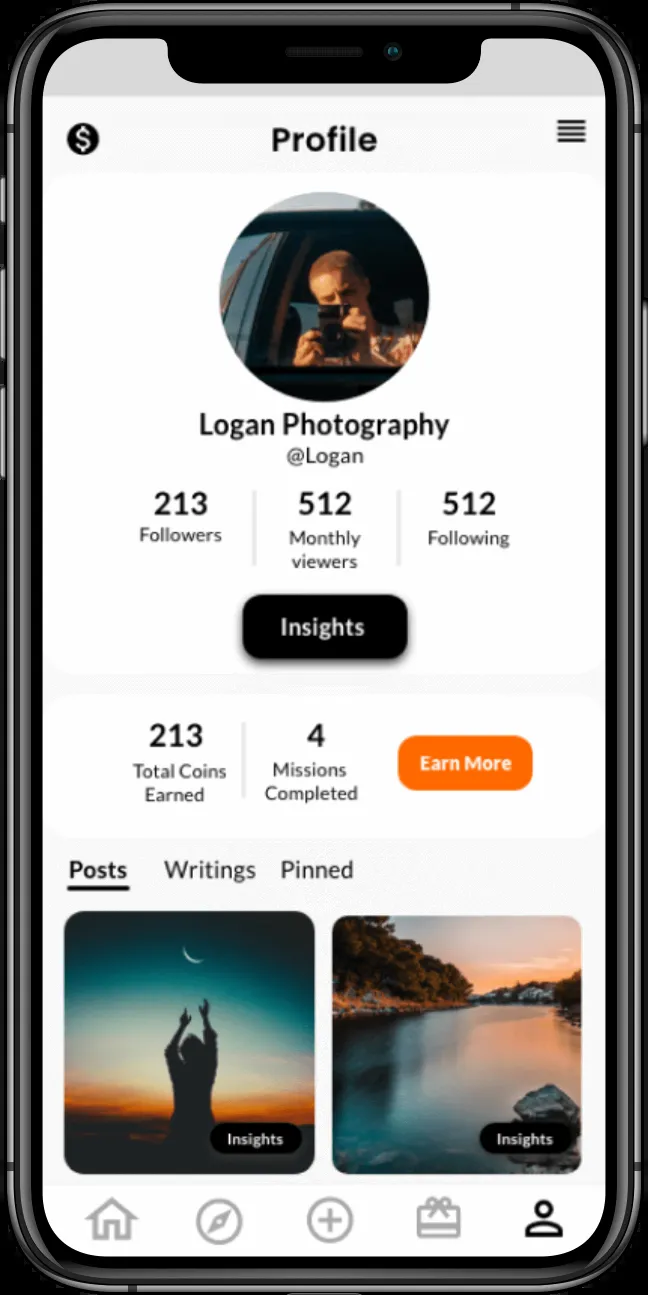 $
Profile
Logan Photography
@Logan
213
Followers
512
Monthly
viewers
512
Following
Insights
213
Total Coins
Earned
4
Missions
Completed
Earn More
Posts Writings Pinned
Insights
Insights